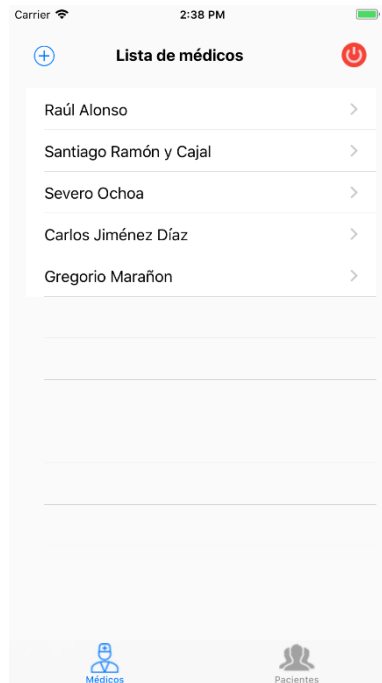 Carrier 2:38 PM
Lista de médicos
Raúl Alonso
Santiago Ramón y Cajal
Severo Ochoa
Carlos Jiménez Díaz
Gregorio Marañon
Médicos Pacientes